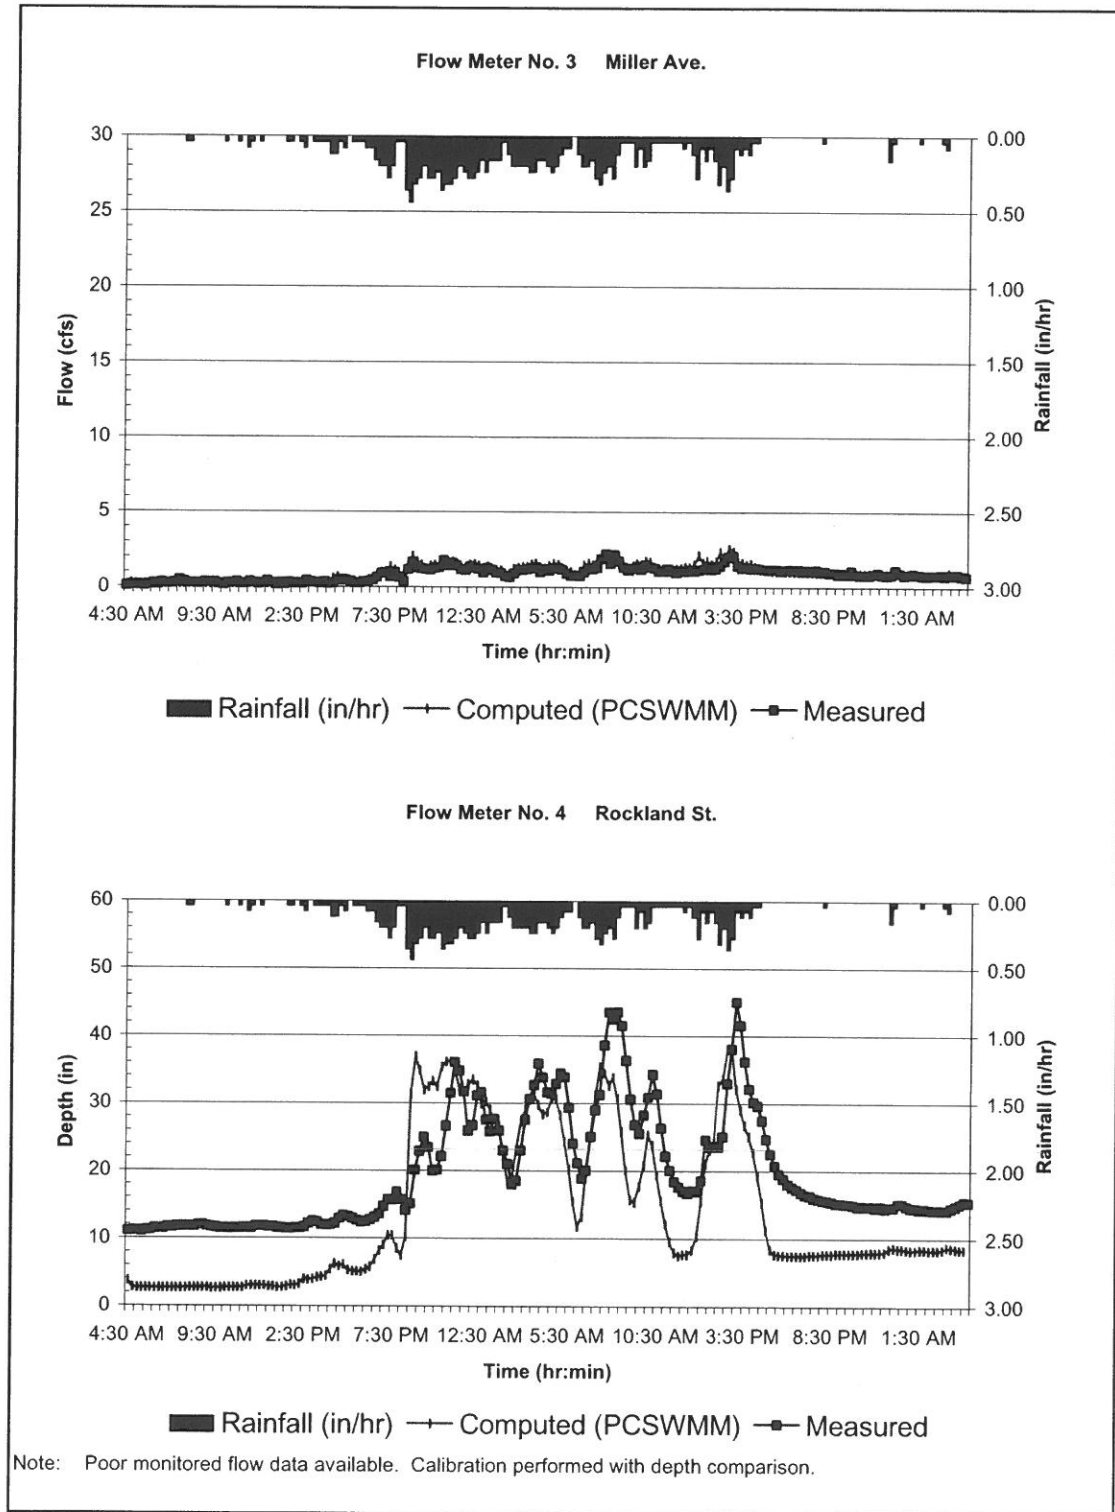 Flow Meter No. 3 Miller Ave.
30
25
20
15
10
5
0
Flow (cfs)
0.00
0.50
1.00
1.50
2.00
2.50
3.00
Rainfall (in/hr)
4:30 AM 9:30 AM 2:30 PM 7:30 PM 12:30 AM 5:30 AM 10:30 AM 3:30 PM 8:30 PM 1:30 AM
Time (hr:min)
Rainfall (in/hr) Computed (PCSWMM) Measured
Flow Meter No. 4 Rockland St.
60
50
40
30
20
10
0
Depth (in)
0.00
0.50
1.00
1.50
2.00
2.50
3.00
Rainfall (in/hr)
4:30 AM 9:30 AM 2:30 PM 7:30 PM 12:30 AM 5:30 AM 10:30 AM 3:30 PM 8:30 PM 1:30 AM
Time (hr:min)
Rainfall (in/hr) Computed (PCSWMM) Measured
Note: Poor monitored flow data available. Calibration performed with depth comparison.